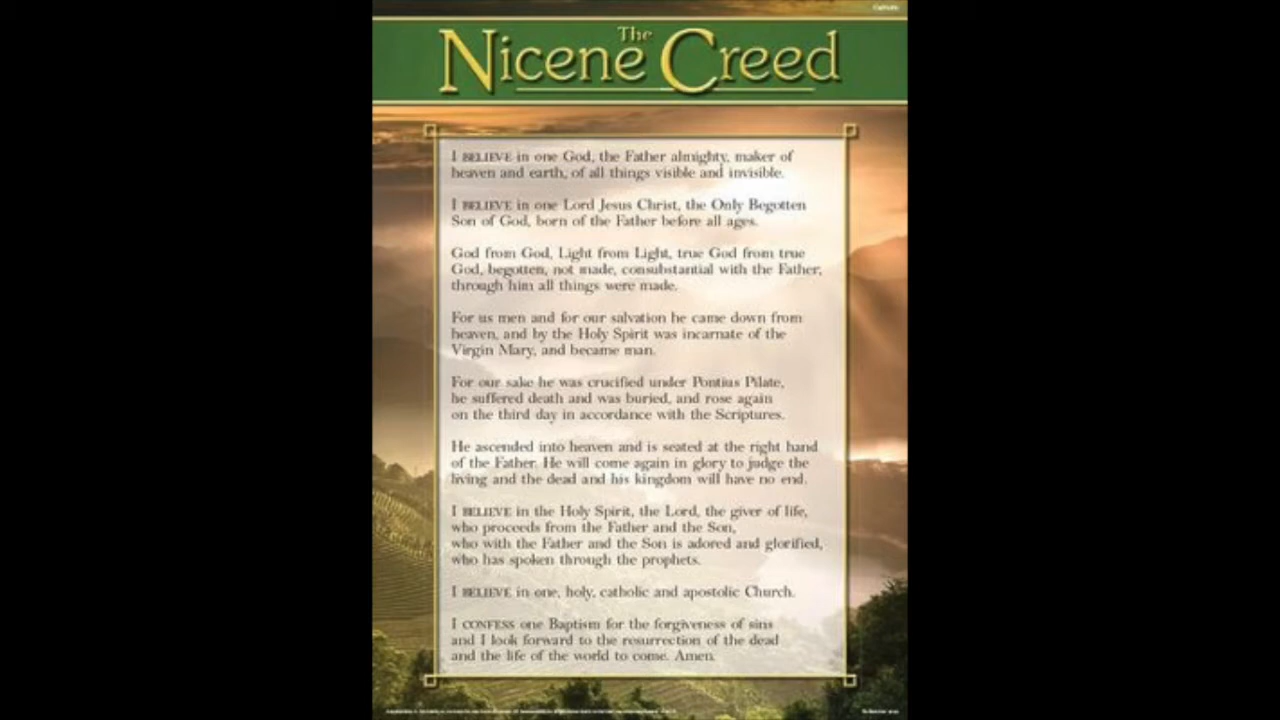 The
Nicene Creed
I BELIEVE in one God, the Father almighty, maker of
heaven and earth, of all things visible and invisible.
I BELIEVE in one Lord Jesus Christ, the Only Begotten
Son of God, born of the Father before all ages.
God from God, Light from Light, true God from true
God, begotten, not made, consubstantial with the Father;
through him all things were made.
For us men and for our salvation he came down from
heaven, and by the Holy Spirit was incarnate of the
Virgin Mary, and became man.
For our sake he was crucified under Pontius Pilate,
he suffered death and was buried, and rose again
on the third day in accordance with the Scriptures.
He ascended into heaven and is seated at the right hand
of the Father. He will come again in glory to judge the
living and the dead and his kingdom will have no end.
I BELIEVE in the Holy Spirit, the Lord, the giver of life,
who proceeds from the Father and the Son,
who with the Father and the Son is adored and glorified,
who has spoken through the prophets.
I BELIEVE in one, holy, catholic and apostolic Church.
I CONFESS one Baptism for the forgiveness of sins
and I look forward to the resurrection of the dead
and the life of the world to come. Amen.